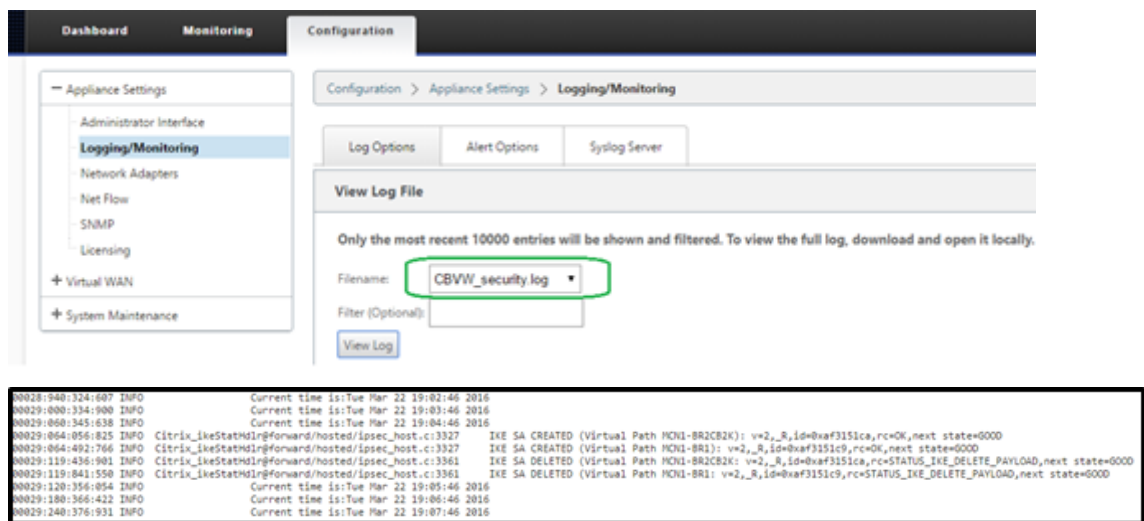 Dashboard Monitoring Configuration
− Appliance Settings
Administrator Interface
Logging/Monitoring
Network Adapters
Net Flow
SNMP
Licensing
+ Virtual WAN
+ System Maintenance
Configuration > Appliance Settings > Logging/Monitoring
Log Options Alert Options Syslog Server
View Log File
Only the most recent 10000 entries will be shown and filtered. To view the full log, download and open it locally.
Filename: CBVW_security.log
Filter (Optional):
View Log
00028:940:324:607 INFO Current time is:Tue Mar 22 19:02:46 2016
00029:000:334:900 INFO Current time is:Tue Mar 22 19:03:46 2016
00029:060:345:638 INFO Current time is:Tue Mar 22 19:04:46 2016
00029:064:056:825 INFO Citrix_ikeStatHdlr@forward/hosted/ipsec_host.c:3327 IKE SA CREATED (Virtual Path MCN1-BR2CB2K): v=2,_R,id=0xaf3151ca,rc=OK,next state=GOOD
00029:064:492:766 INFO Citrix_ikeStatHdlr@forward/hosted/ipsec_host.c:3327 IKE SA CREATED (Virtual Path MCN1-BR1): v=2,_R,id=0xaf3151c9,rc=OK,next state=GOOD
00029:119:436:901 INFO Citrix_ikeStatHdlr@forward/hosted/ipsec_host.c:3361 IKE SA DELETED (Virtual Path MCN1-BR2CB2K: v=2,_R,id=0xaf3151ca,rc=STATUS_IKE_DELETE_PAYLOAD,next state=GOOD
00029:119:841:550 INFO Citrix_ikeStatHdlr@forward/hosted/ipsec_host.c:3361 IKE SA DELETED (Virtual Path MCN1-BR1: v=2,_R,id=0xaf3151c9,rc=STATUS_IKE_DELETE_PAYLOAD,next state=GOOD
00029:120:356:054 INFO Current time is:Tue Mar 22 19:05:46 2016
00029:180:366:422 INFO Current time is:Tue Mar 22 19:06:46 2016
00029:240:376:931 INFO Current time is:Tue Mar 22 19:07:46 2016